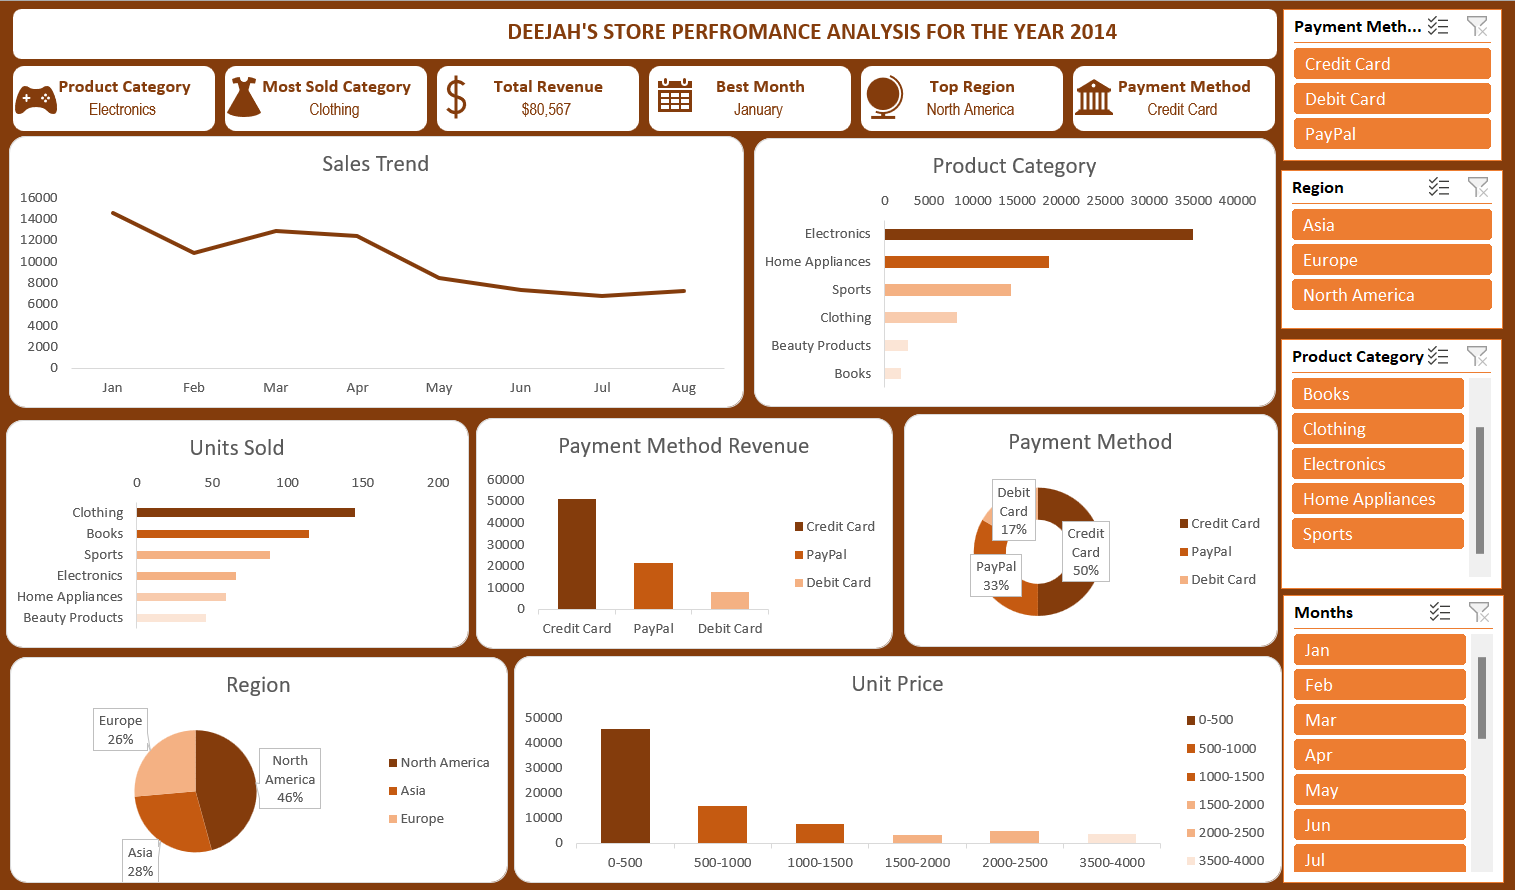 DEEJAH'S STORE PERFROMANCE ANALYSIS FOR THE YEAR 2014
Product Category
Electronics
Most Sold Category
Clothing
Total Revenue
$80,567
Best Month
January
Top Region
North America
Payment Method
Credit Card
Sales Trend
16000
14000
12000
10000
8000
6000
4000
2000
0
Jan Feb Mar Apr May Jun Jul Aug
Product Category
0 5000 10000 15000 20000 25000 30000 35000 40000
Electronics
Home Appliances
Sports
Clothing
Beauty Products
Books
Units Sold
0 50 100 150 200
Clothing
Books
Sports
Electronics
Home Appliances
Beauty Products
Payment Method Revenue
60000
50000
40000
30000
20000
10000
0
Credit Card PayPal Debit Card
Credit Card
PayPal
Debit Card
Payment Method
Debit
Card
17%
Credit
Card
50%
PayPal
33%
Credit Card
PayPal
Debit Card
Region
Europe
26%
North
America
46%
Asia
28%
North America
Asia
Europe
Unit Price
50000
40000
30000
20000
10000
0
0-500 500-1000 1000-1500 1500-2000 2000-2500 3500-4000
0-500
500-1000
1000-1500
1500-2000
2000-2500
3500-4000
Payment Meth...
Credit Card
Debit Card
PayPal
Region
Asia
Europe
North America
Product Category
Books
Clothing
Electronics
Home Appliances
Sports
Months
Jan
Feb
Mar
Apr
May
Jun
Jul